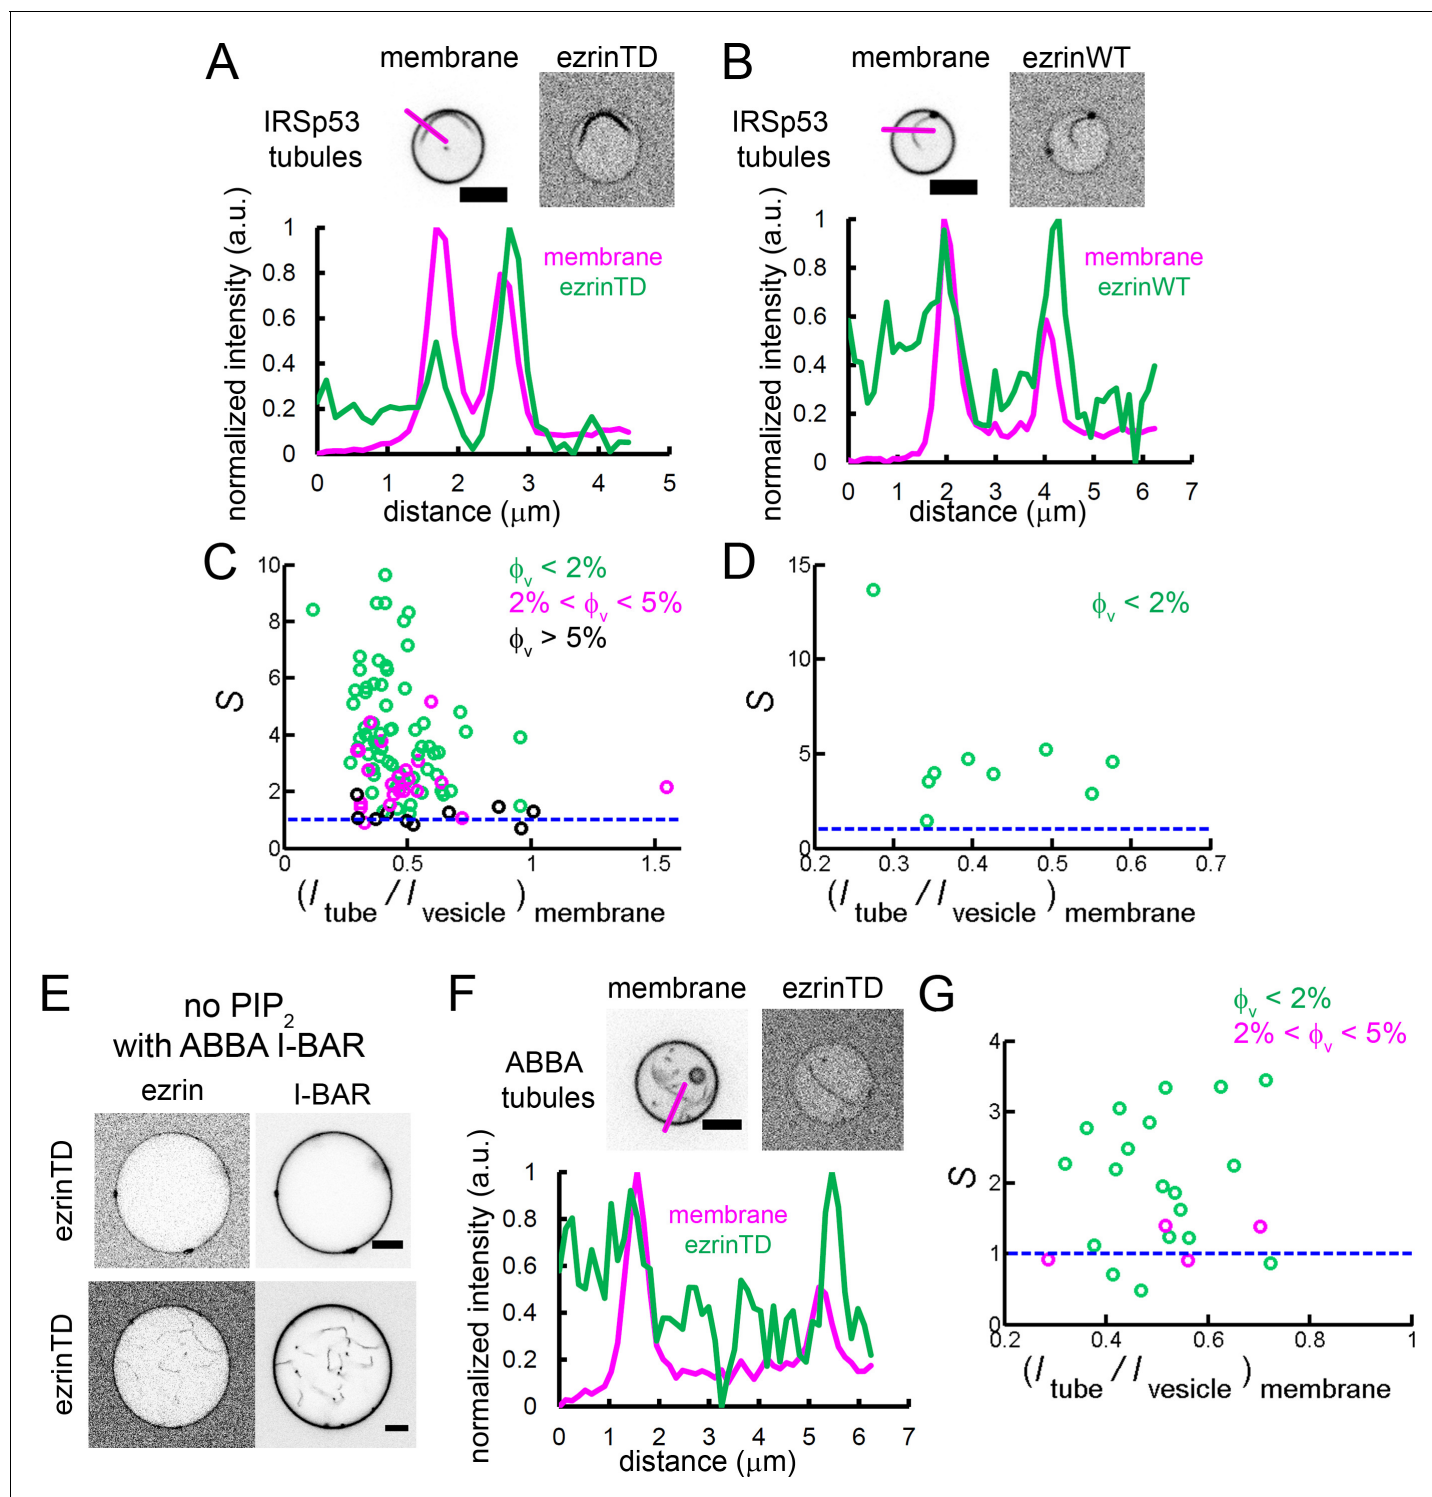 A
membrane
ezrinTD
IRSp53
tubules
normalized intensity (a.u.)
1
0.8
0.6
0.4
0.2
0
membrane
ezrinTD
0 1 2 3 4 5
distance (μm)
B
membrane
ezrinWT
IRSp53
tubules
normalized intensity (a.u.)
1
0.8
0.6
0.4
0.2
0
membrane
ezrinWT
0 1 2 3 4 5 6 7
distance (μm)
C
S
10
8
6
4
2
0
ϕv < 2%
2% < ϕv < 5%
ϕv > 5%
0 0.5 1 1.5
(I tube / I vesicle) membrane
D
S
15
10
5
0
ϕv < 2%
0.2 0.3 0.4 0.5 0.6 0.7
(I tube / I vesicle) membrane
E
no PIP2
with ABBA I-BAR
ezrin
I-BAR
ezrinTD
ezrinTD
F
membrane
ezrinTD
ABBA
tubules
normalized intensity (a.u.)
1
0.8
0.6
0.4
0.2
0
membrane
ezrinTD
0 1 2 3 4 5 6 7
distance (μm)
G
ϕv < 2%
2% < ϕv < 5%
S
4
3
2
1
0
0.2 0.4 0.6 0.8 1
(I tube / I vesicle) membrane